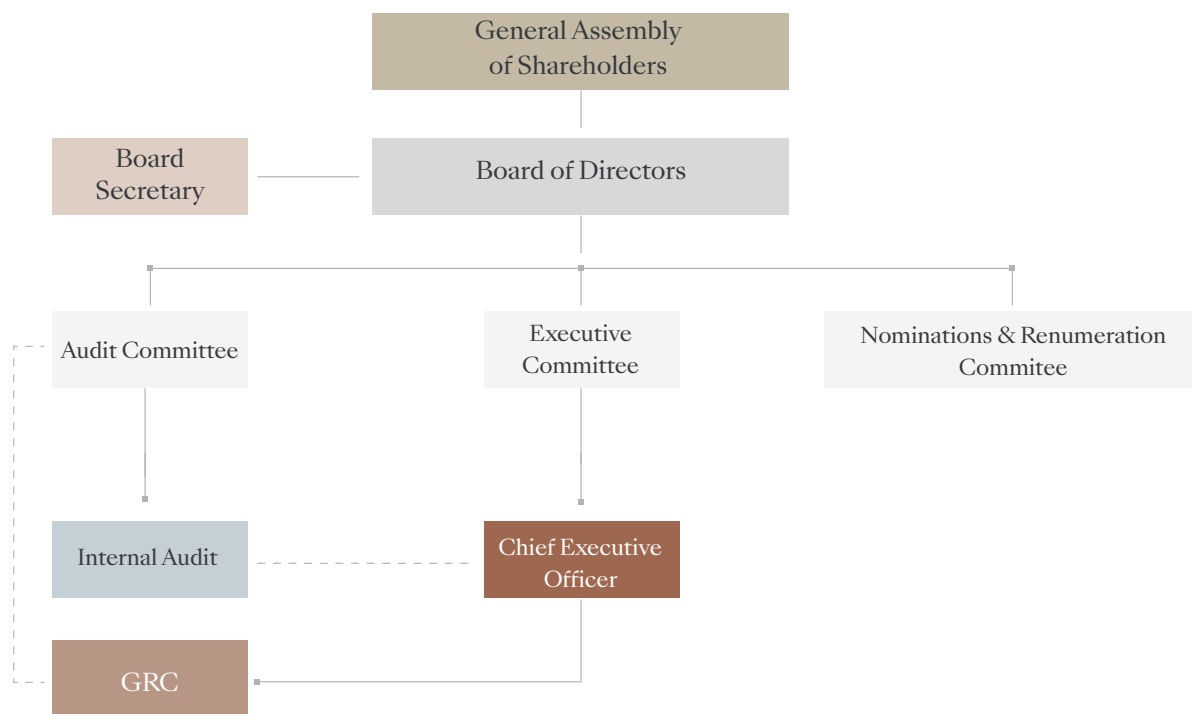 General Assembly
of Shareholders
Board
Secretary
Board of Directors
Audit Committee
Executive
Committee
Nominations & Renumeration
Commitee
Internal Audit
Chief Executive
Officer
GRC